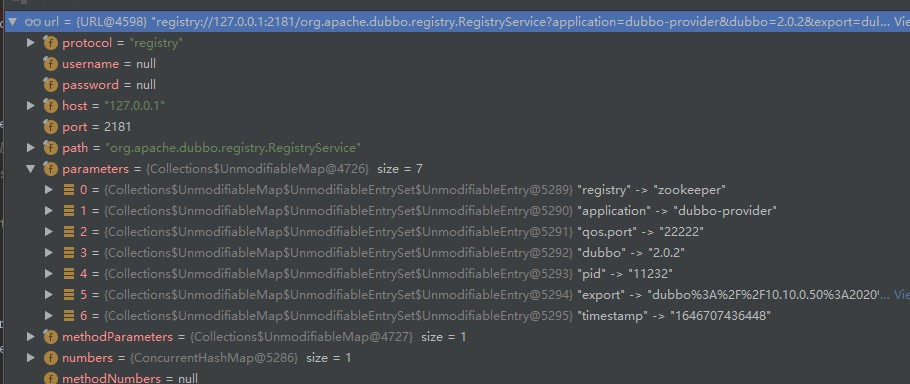 url = {URL@4598} "registry://127.0.0.1:2181/org.apache.dubbo.registry.RegistryService?application=dubbo-provider&dubbo=2.0.2&export=dul... Vie
protocol = "registry"
username = null
password = null
host = "127.0.0.1"
port = 2181
path = "org.apache.dubbo.registry.RegistryService"
parameters = {Collections$UnmodifiableMap@4726} size = 7
0 = {Collections$UnmodifiableMap$UnmodifiableEntrySet$UnmodifiableEntry@5289} "registry" -> "zookeeper"
1 = {Collections$UnmodifiableMap$UnmodifiableEntrySet$UnmodifiableEntry@5290} "application" -> "dubbo-provider"
2 = {Collections$UnmodifiableMap$UnmodifiableEntrySet$UnmodifiableEntry@5291} "qos.port" -> "22222"
3 = {Collections$UnmodifiableMap$UnmodifiableEntrySet$UnmodifiableEntry@5292} "dubbo" -> "2.0.2"
4 = {Collections$UnmodifiableMap$UnmodifiableEntrySet$UnmodifiableEntry@5293} "pid" -> "11232"
5 = {Collections$UnmodifiableMap$UnmodifiableEntrySet$UnmodifiableEntry@5294} "export" -> "dubbo%3A%2F%2F10.10.0.50%3A2020'... Vie
6 = {Collections$UnmodifiableMap$UnmodifiableEntrySet$UnmodifiableEntry@5295} "timestamp" -> "1646707436448"
methodParameters = {Collections$UnmodifiableMap@4727} size = 1
numbers = {ConcurrentHashMap@5286} size = 1
methodNumbers = null